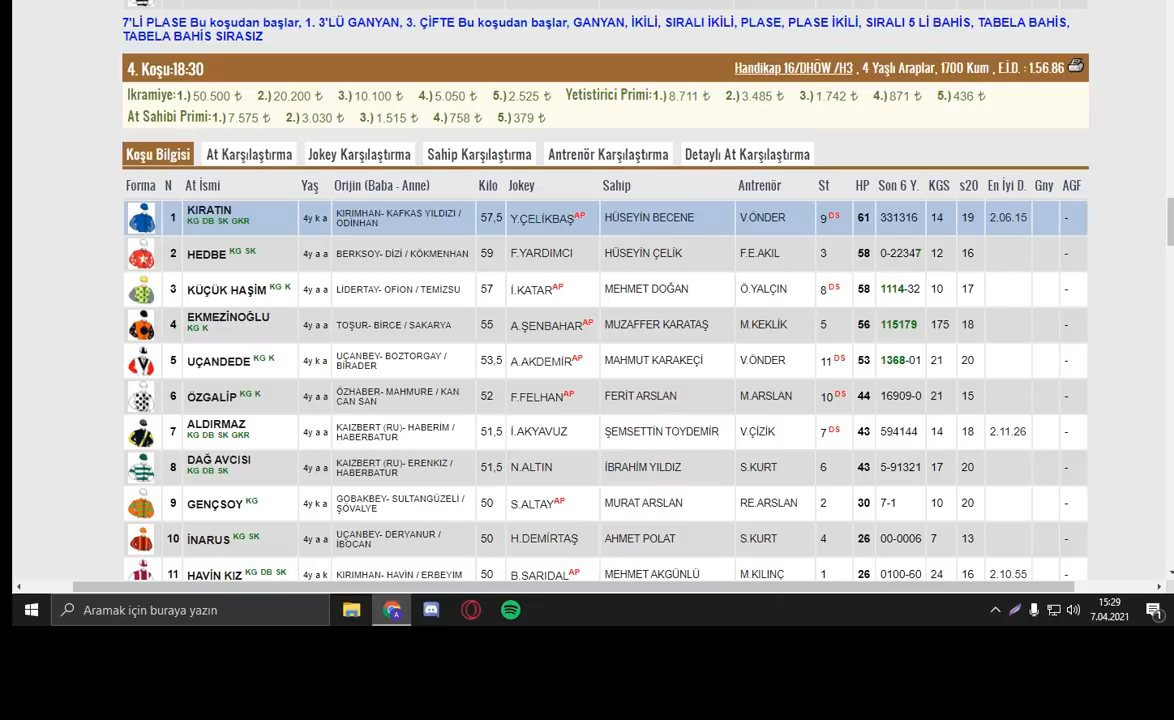 7'Lİ PLASE Bu koşudan başlar, 1. 3'LÜ GANYAN, 3. ÇİFTE Bu koşudan başlar, GANYAN, İKİLİ, SIRALI İKİLİ, PLASE, PLASE İKİLİ, SIRALI 5 Lİ BAHİS, TABELA BAHİS,
TABELA BAHİS SIRASIZ
4. Koşu:18:30 Handikap 16/DHÖW /H3 , 4 Yaşlı Araplar, 1700 Kum , E.İ.D. : 1.56.86
Ikramiye:1.) 50.500 ₺ 2.) 20.200 ₺ 3.) 10.100 ₺ 4.) 5.050 ₺ 5.) 2.525 ₺ Yetistirici Primi:1.) 8.711 ₺ 2.) 3.485 ₺ 3.) 1.742 ₺ 4.) 871 ₺ 5.) 436 ₺
At Sahibi Primi:1.) 7.575 ₺ 2.) 3.030 ₺ 3.) 1.515 ₺ 4.) 758 ₺ 5.) 379 ₺
Koşu Bilgisi At Karşılaştırma Jokey Karşılaştırma Sahip Karşılaştırma Antrenör Karşılaştırma Detaylı At Karşılaştırma
Forma N At İsmi Yaş Orijin (Baba - Anne) Kilo Jokey Sahip Antrenör St HP Son 6 Y. KGS s20 En İyi D. Gny AGF
1 KIRATIN KG DB SK GKR 4y k a KIRIMHAN- KAFKAS YILDIZI / ODİNHAN 57,5 Y.ÇELİKBAŞ AP HÜSEYİN BECENE V.ÖNDER 9 DS 61 331316 14 19 2.06.15 -
2 HEDBE KG SK 4y a a BERKSOY- DİZİ / KÖKMENHAN 59 F.YARDIMCI HÜSEYİN ÇELİK F.E.AKIL 3 58 0-22347 12 16 -
3 KÜÇÜK HAŞİM KG K 4y a a LİDERTAY- OFİON / TEMİZSU 57 İ.KATAR AP MEHMET DOĞAN Ö.YALÇIN 8 DS 58 1114-32 10 17 -
4 EKMEZİNOĞLU KG K 4y a a TOŞUR- BİRCE / SAKARYA 55 A.ŞENBAHAR AP MUZAFFER KARATAŞ M.KEKLİK 5 56 115179 175 18 -
5 UÇANDEDE KG K 4y k a UÇANBEY- BOZTORGAY / BİRADER 53,5 A.AKDEMİR AP MAHMUT KARAKEÇİ V.ÖNDER 11 DS 53 1368-01 21 20 -
6 ÖZGALİP KG K 4y a a ÖZHABER- MAHMURE / KAN CAN SAN 52 F.FELHAN AP FERİT ARSLAN M.ARSLAN 10 DS 44 16909-0 21 15 -
7 ALDIRMAZ KG DB SK GKR 4y a a KAIZBERT (RU)- HABERİM / HABERBATUR 51,5 İ.AKYAVUZ ŞEMSETTİN TOYDEMİR V.ÇİZİK 7 DS 43 594144 14 18 2.11.26 -
8 DAĞ AVCISI KG DB SK 4y a a KAIZBERT (RU)- ERENKIZ / HABERBATUR 51,5 N.ALTIN İBRAHİM YILDIZ S.KURT 6 43 5-91321 17 20 -
9 GENÇSOY KG 4y k a GOBAKBEY- SULTANGÜZELİ / ŞÖVALYE 50 S.ALTAY AP MURAT ARSLAN RE.ARSLAN 2 30 7-1 10 20 -
10 İNARUS KG SK 4y a a UÇANBEY- DERYANUR / İBOCAN 50 H.DEMİRTAŞ AHMET POLAT S.KURT 4 26 00-0006 7 13 -
11 HAVİN KIZ KG DB SK 4y a k KIRIMHAN- HAVİN / ERBEYİM 50 B.SARIDAL AP MEHMET AKGÜNLÜ M.KILINÇ 1 26 0100-60 24 16 2.10.55 -
Aramak için buraya yazın 15:29
7.04.2021 1